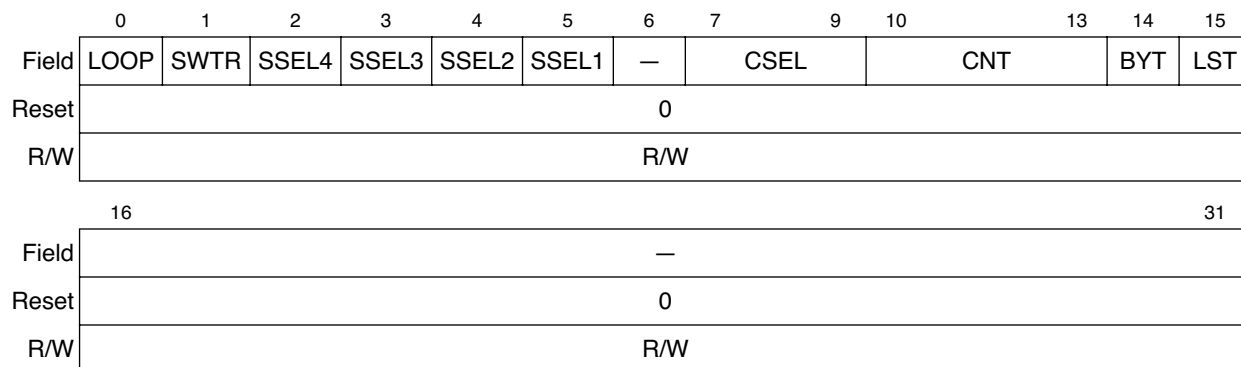 0 1 2 3 4 5 6 7 9 10 13 14 15
Field LOOP SWTR SSEL4 SSEL3 SSEL2 SSEL1 — CSEL CNT BYT LST
Reset 0
R/W R/W
16 31
Field —
Reset 0
R/W R/W